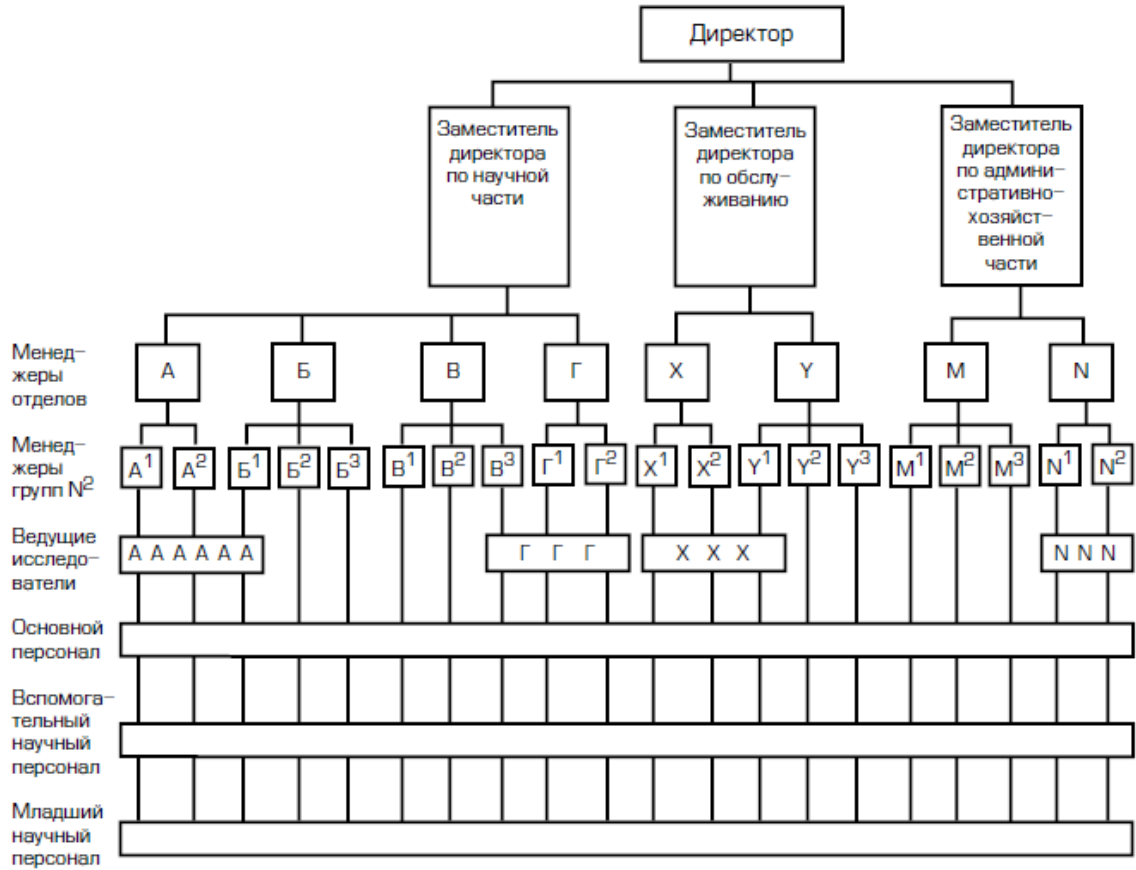 Директор
Заместитель
директора
по научной
части
Заместитель
директора
по обслу-
живанию
Заместитель
директора
по админи-
стративно-
хозяйст-
венной
части
Менед-
жеры
отделов
А Б В Г X Y M N
Менед-
жеры
групп N²
А¹ А² Б¹ Б² Б³ В¹ В² В³ Г¹ Г² X¹ X² Y¹ Y² Y³ M¹ M² M³ N¹ N²
Ведущие
исследо-
ватели
А А А А А А Г Г Г X X X N N N
Основной
персонал
Вспомога-
тельный
научный
персонал
Младший
научный
персонал